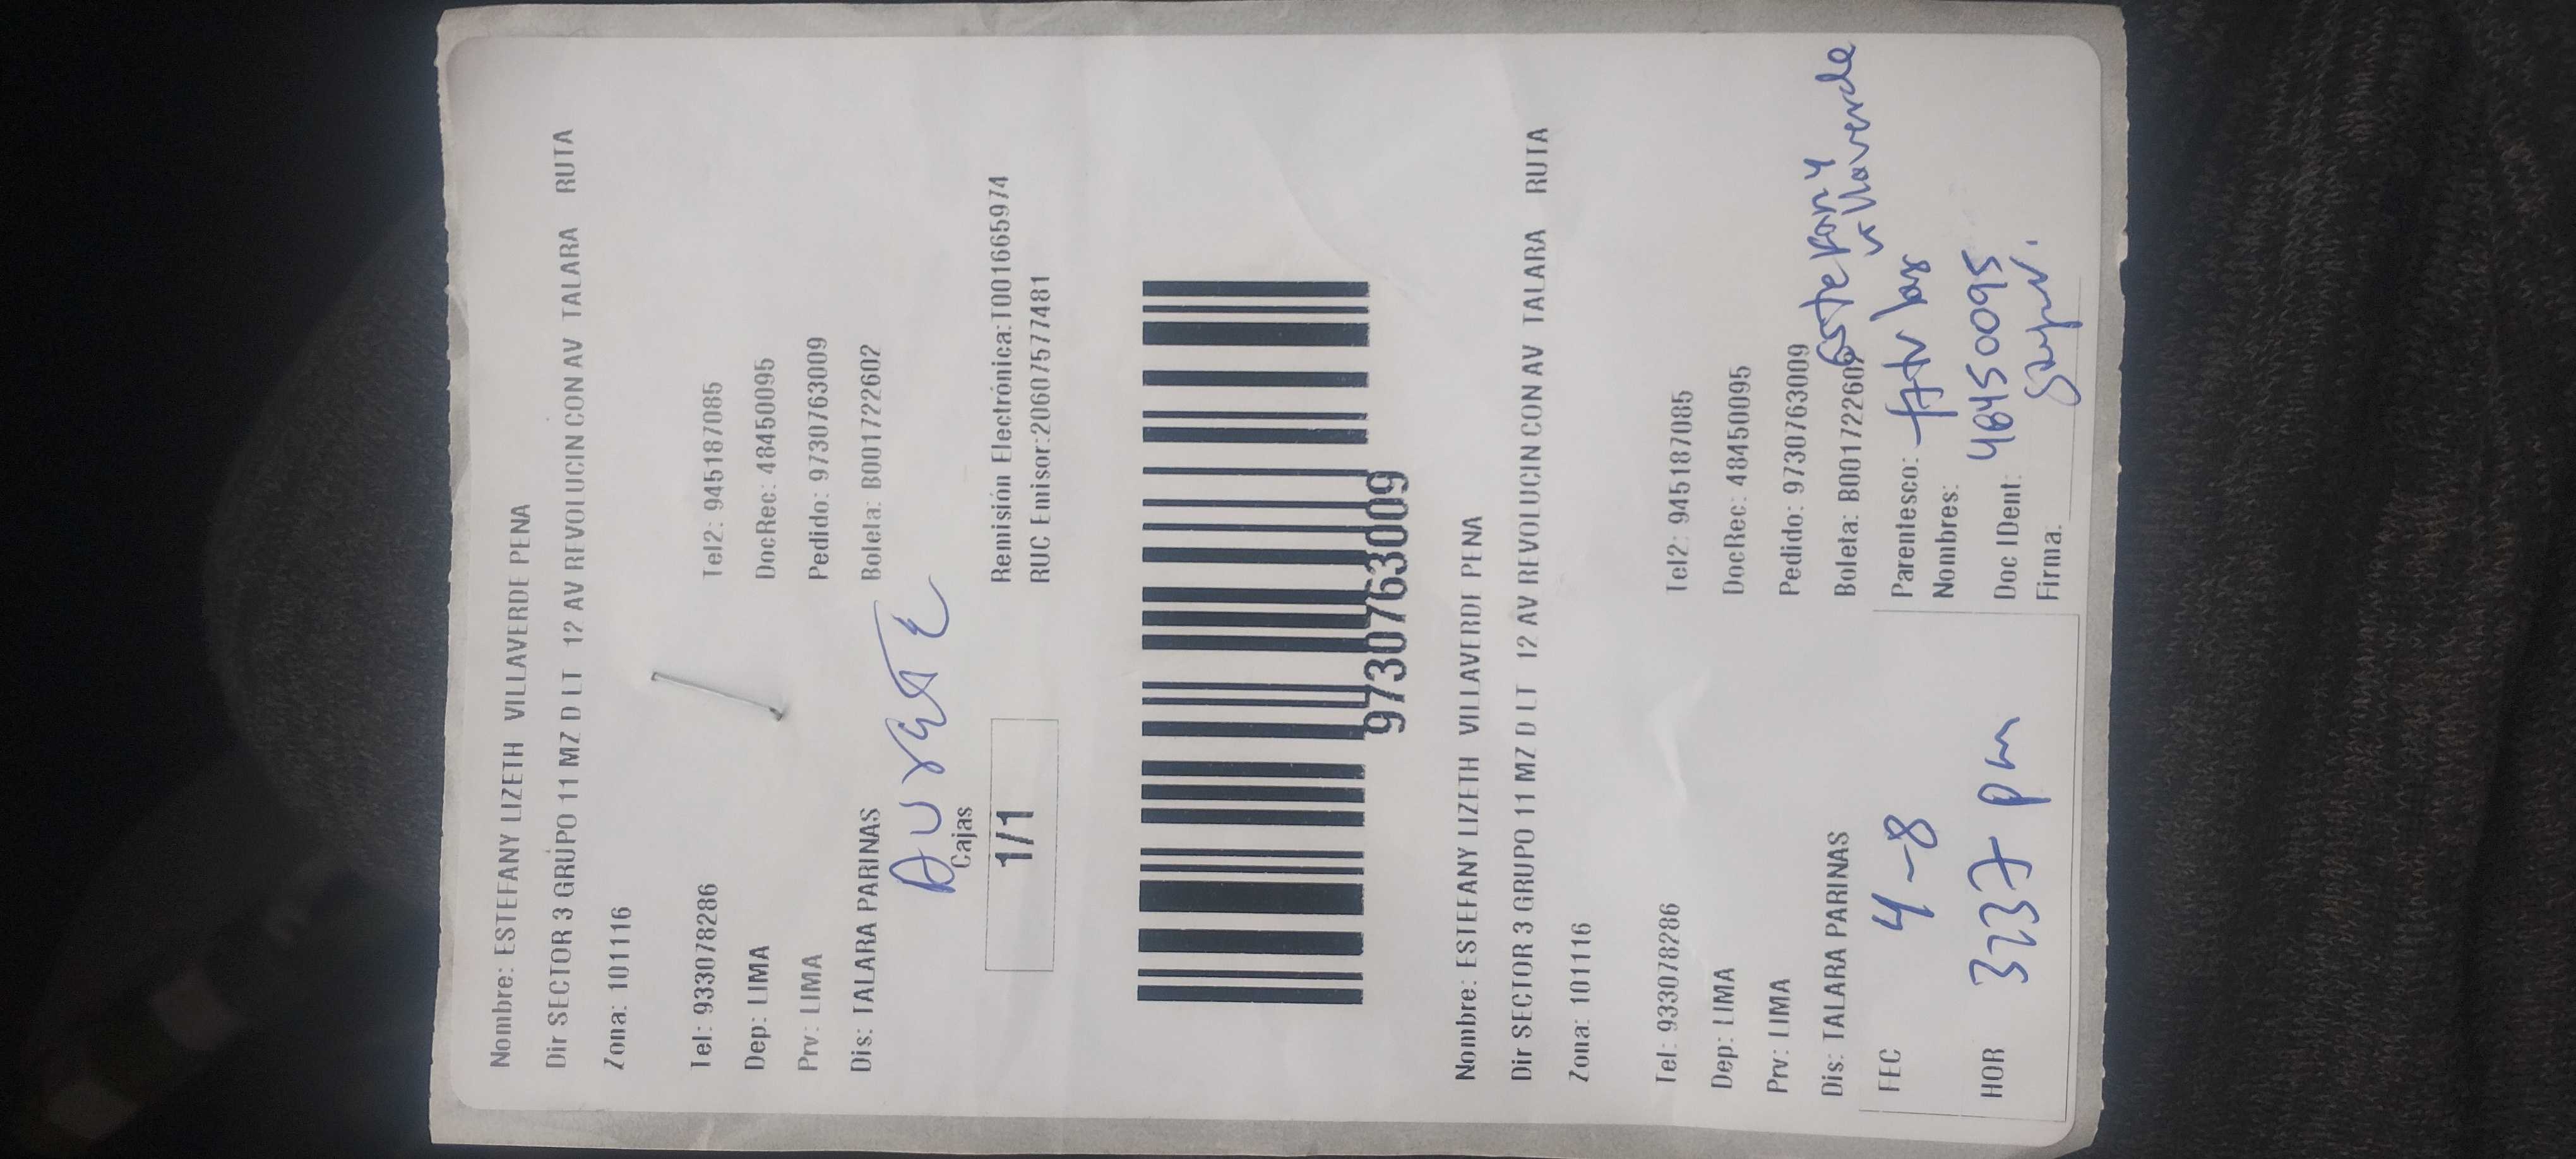 Nombre: ESTEFANY LIZETH VILLAVERDE PENA
Dir SECTOR 3 GRUPO 11 MZ D LT 12 AV REVOLUCIN CON AV TALARA RUTA
Zona: 101116
Tel: 933078286 Tel2: 945187085
Dep: LIMA DocRec: 48450095
Prv: LIMA Pedido: 9730763009
Dis: TALARA PARINAS Boleta: B001722602
Cajas
1/1
Remisión Electrónica:T001665974
RUC Emisor:20607577481
9730763009
Nombre: ESTEFANY LIZETH VILLAVERDE PENA
Dir SECTOR 3 GRUPO 11 MZ D LT 12 AV REVOLUCIN CON AV TALARA RUTA
Zona: 101116
Tel: 933078286 Tel2: 945187085
Dep: LIMA DocRec: 48450095
Prv: LIMA Pedido: 9730763009
Dis: TALARA PARINAS Boleta: B001722602
Estefany
Villaverde
FEC 4-8
HOR 3237 pm
Parentesco:
Nombres:
Doc IDent: 48450095
Firma: